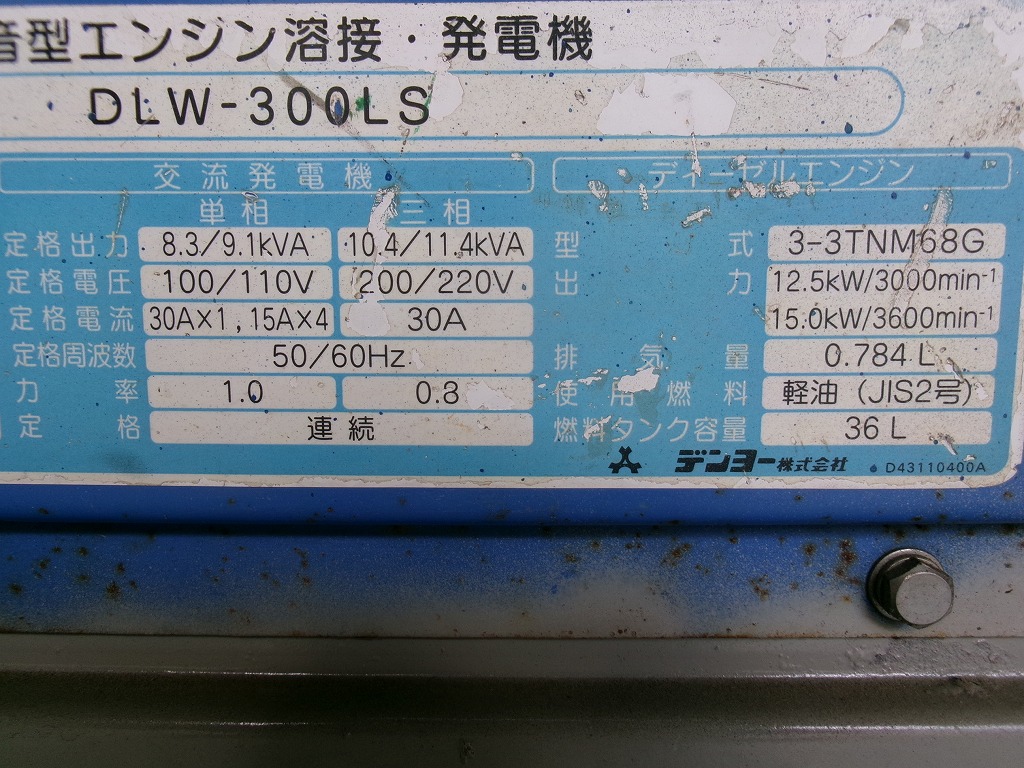 音型エンジン溶接・発電機
DLW-300LS
交流発電機
単相 三相
定格出力 8.3/9.1kVA 10.4/11.4kVA
定格電圧 100/110V 200/220V
定格電流 30A×1, 15A×4 30A
定格周波数 50/60Hz
力率 1.0 0.8
定格 連続
ディーゼルエンジン
型式 3-3TNM68G
出力 12.5kW/3000min⁻¹
15.0kW/3600min⁻¹
排気量 0.784L
使用燃料 軽油(JIS2号)
燃料タンク容量 36L
デンヨー株式会社 D43110400A